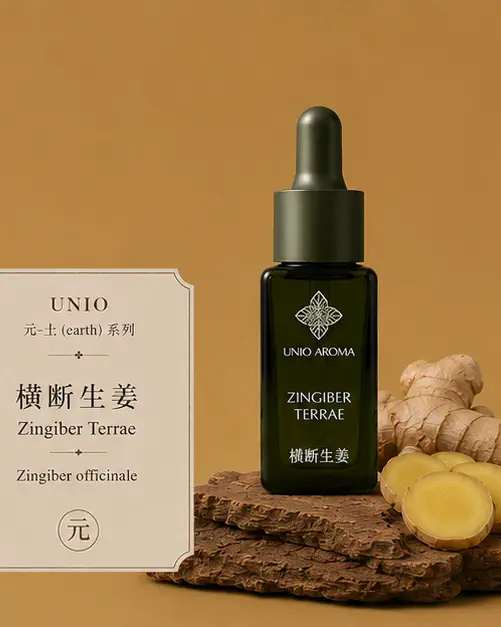 UNIO
元-土 (earth) 系列
横断生姜
Zingiber Terrae
Zingiber officinale
元
UNIO AROMA
ZINGIBER
TERRAE
横断生姜